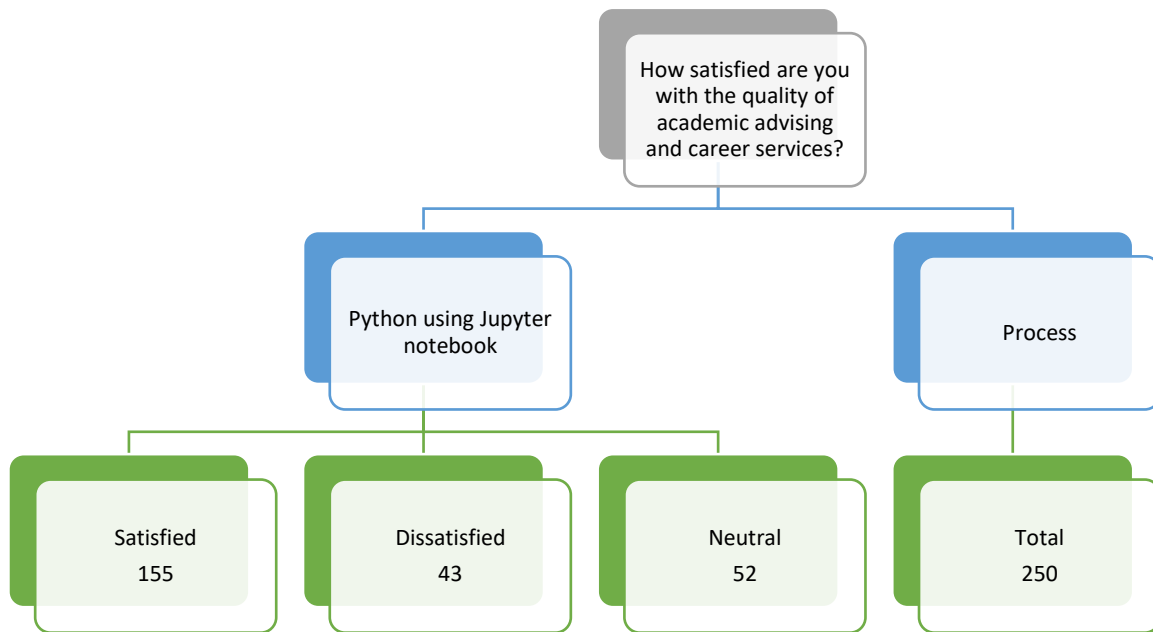 How satisfied are you
with the quality of
academic advising
and career services?
Python using Jupyter
notebook
Process
Satisfied
155
Dissatisfied
43
Neutral
52
Total
250